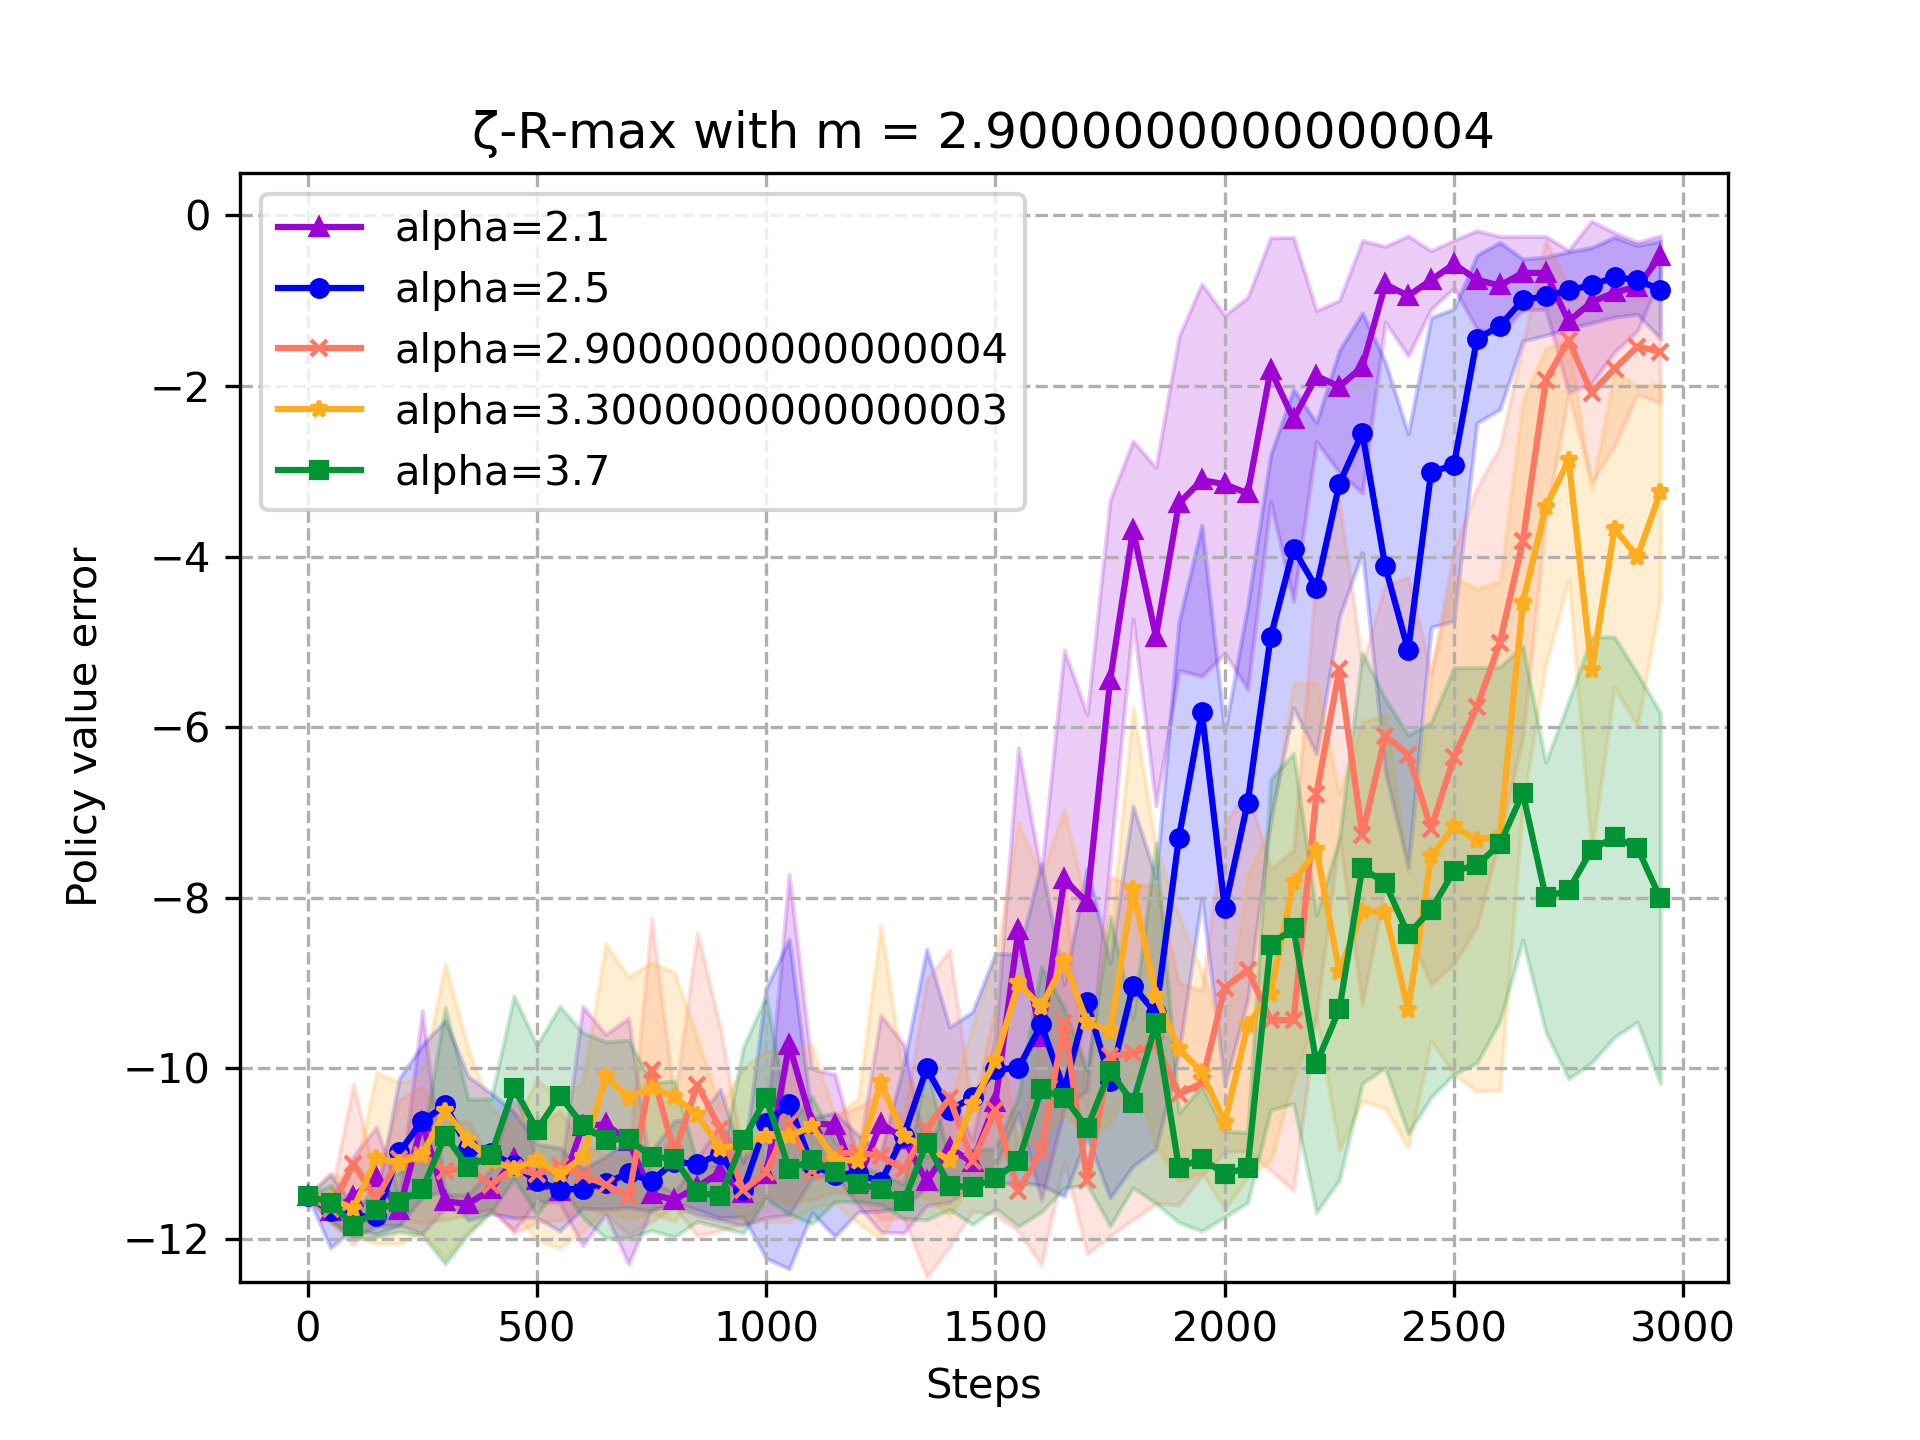 ζ-R-max with m = 2.9000000000000004
alpha=2.1
alpha=2.5
alpha=2.9000000000000004
alpha=3.3000000000000003
alpha=3.7
0
−2
−4
−6
−8
−10
−12
Policy value error
0 500 1000 1500 2000 2500 3000
Steps